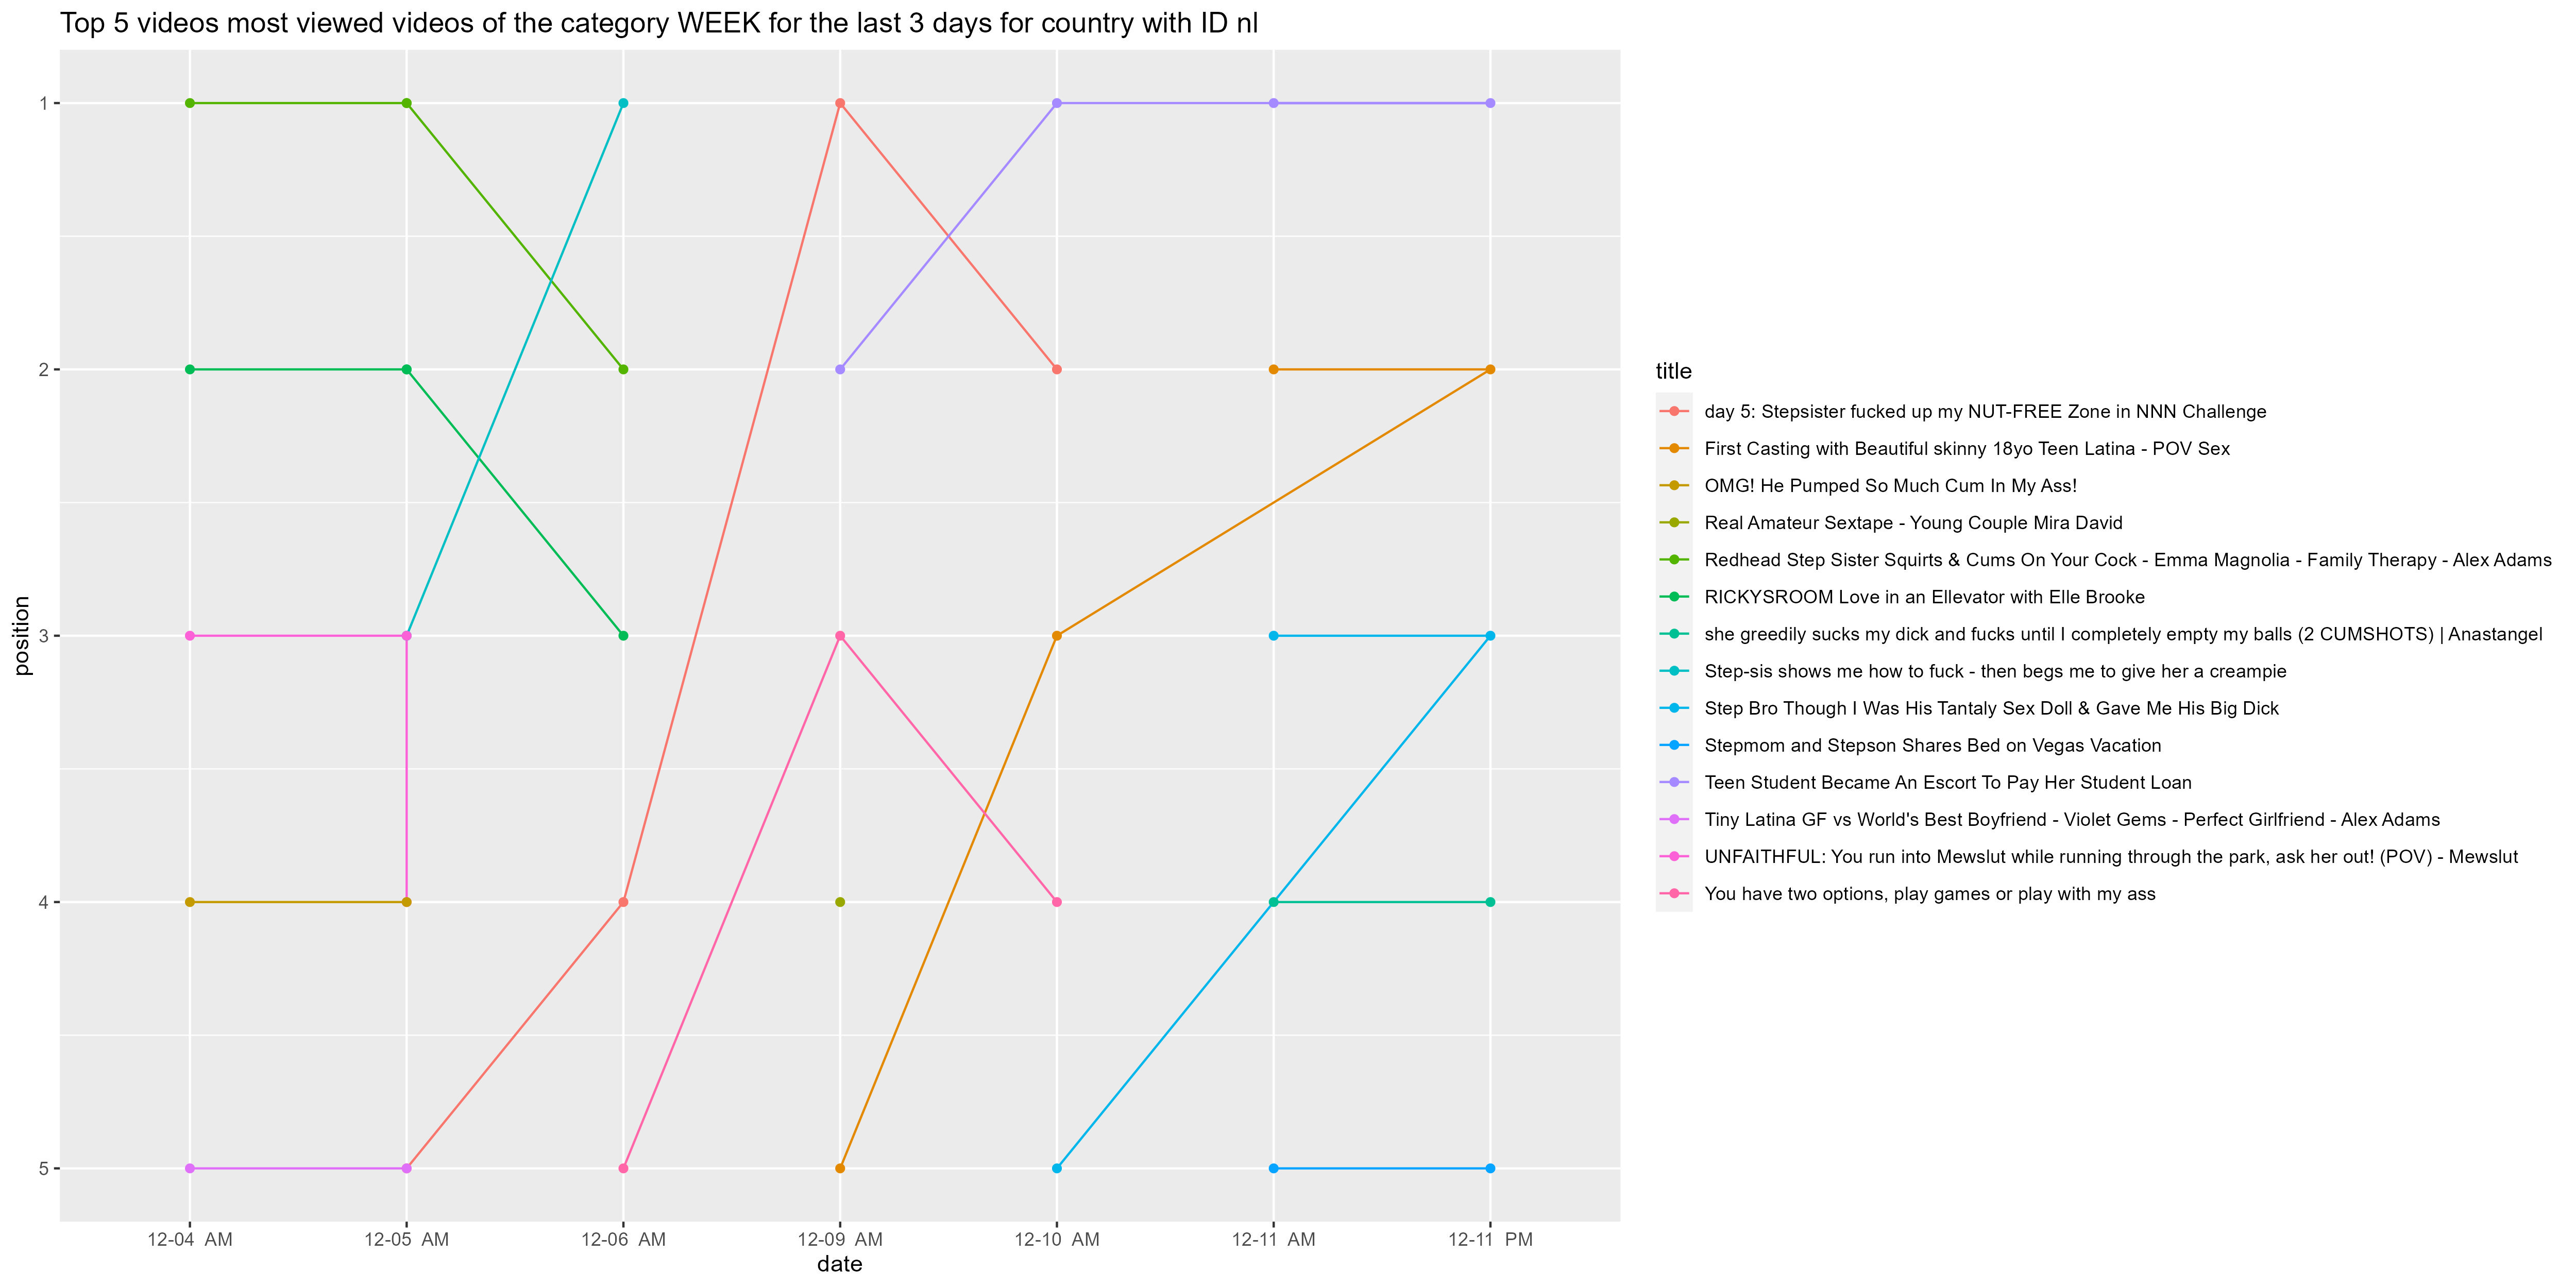 Top 5 videos most viewed videos of the category WEEK for the last 3 days for country with ID nl
position
1
2
3
4
5
12-04 AM
12-05 AM
12-06 AM
12-09 AM
12-10 AM
12-11 AM
12-11 PM
date
title
day 5: Stepsister fucked up my NUT-FREE Zone in NNN Challenge
First Casting with Beautiful skinny 18yo Teen Latina - POV Sex
OMG! He Pumped So Much Cum In My Ass!
Real Amateur Sextape - Young Couple Mira David
Redhead Step Sister Squirts & Cums On Your Cock - Emma Magnolia - Family Therapy - Alex Adams
RICKYSROOM Love in an Ellevator with Elle Brooke
she greedily sucks my dick and fucks until I completely empty my balls (2 CUMSHOTS) | Anastangel
Step-sis shows me how to fuck - then begs me to give her a creampie
Step Bro Though I Was His Tantaly Sex Doll & Gave Me His Big Dick
Stepmom and Stepson Shares Bed on Vegas Vacation
Teen Student Became An Escort To Pay Her Student Loan
Tiny Latina GF vs World's Best Boyfriend - Violet Gems - Perfect Girlfriend - Alex Adams
UNFAITHFUL: You run into Mewslut while running through the park, ask her out! (POV) - Mewslut
You have two options, play games or play with my ass